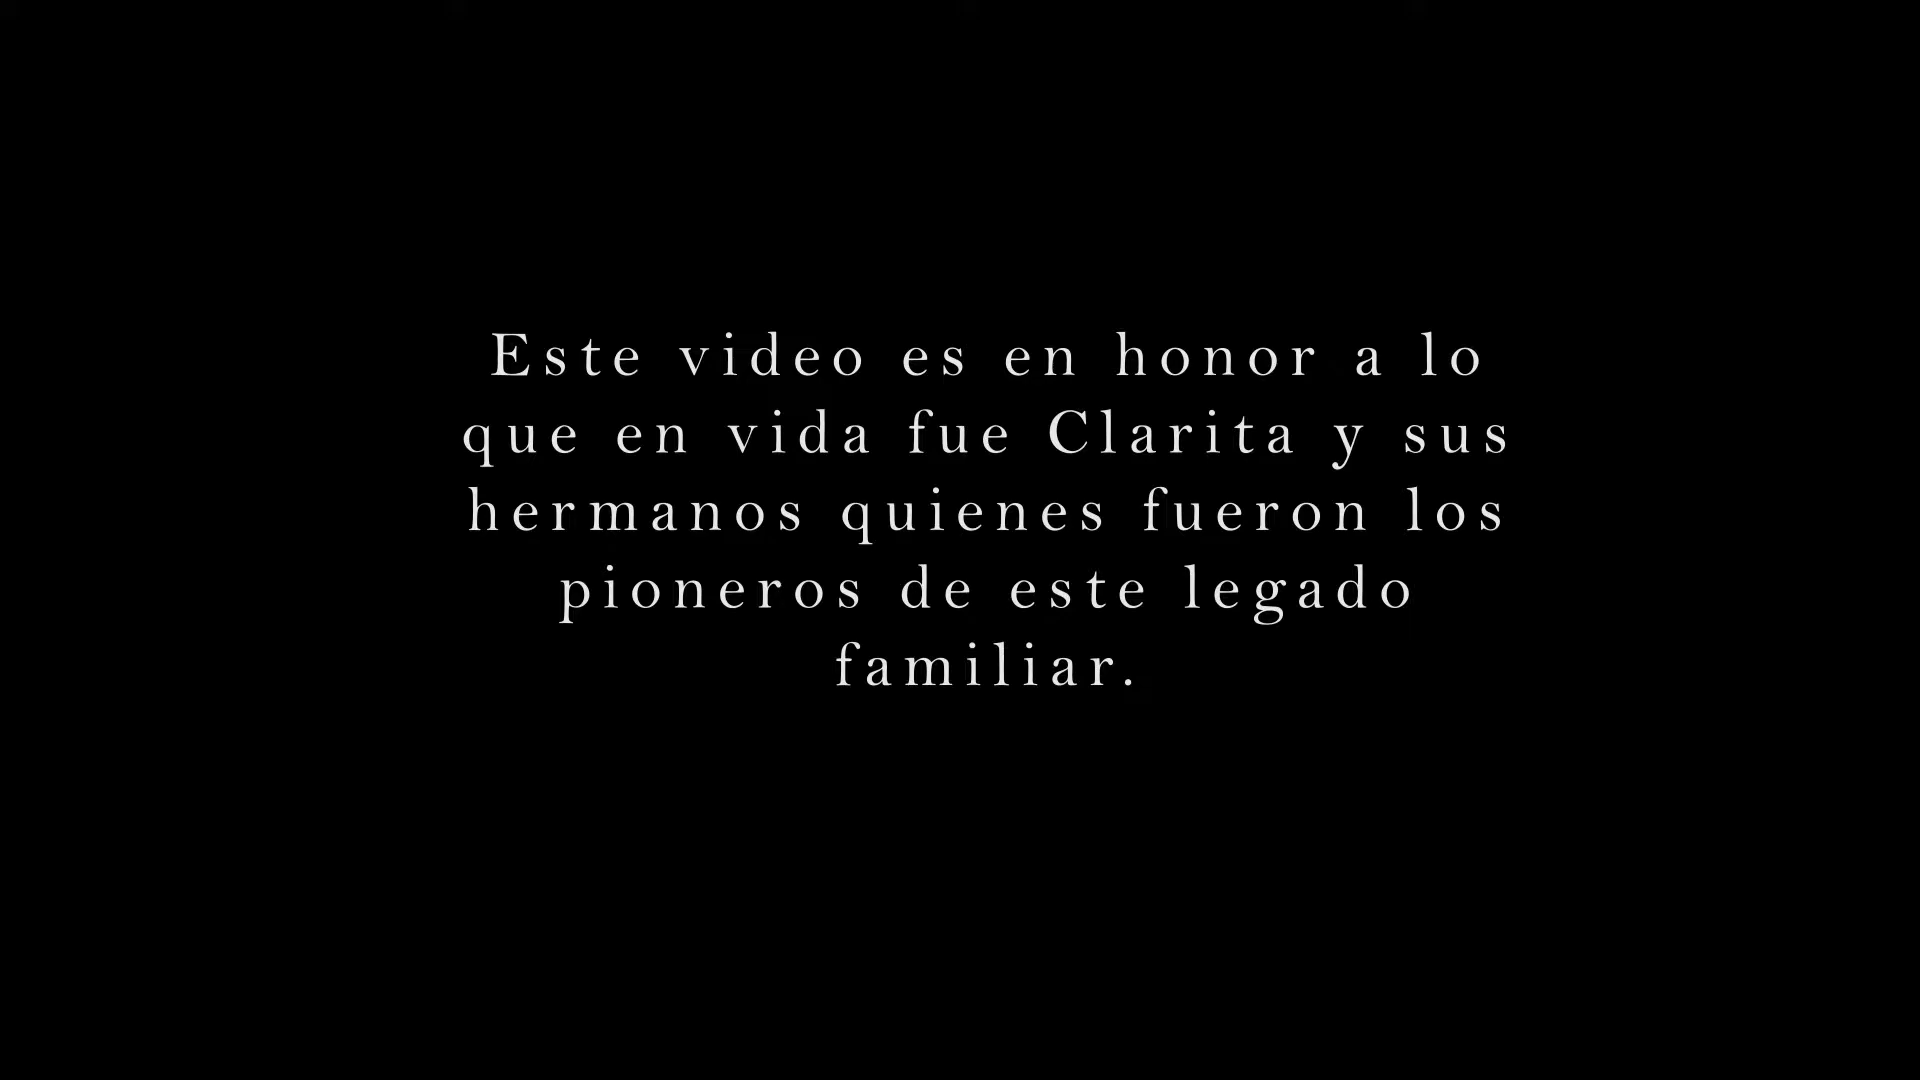 Este video es en honor a lo
que en vida fue Clarita y sus
hermanos quienes fueron los
pioneros de este legado
familiar.